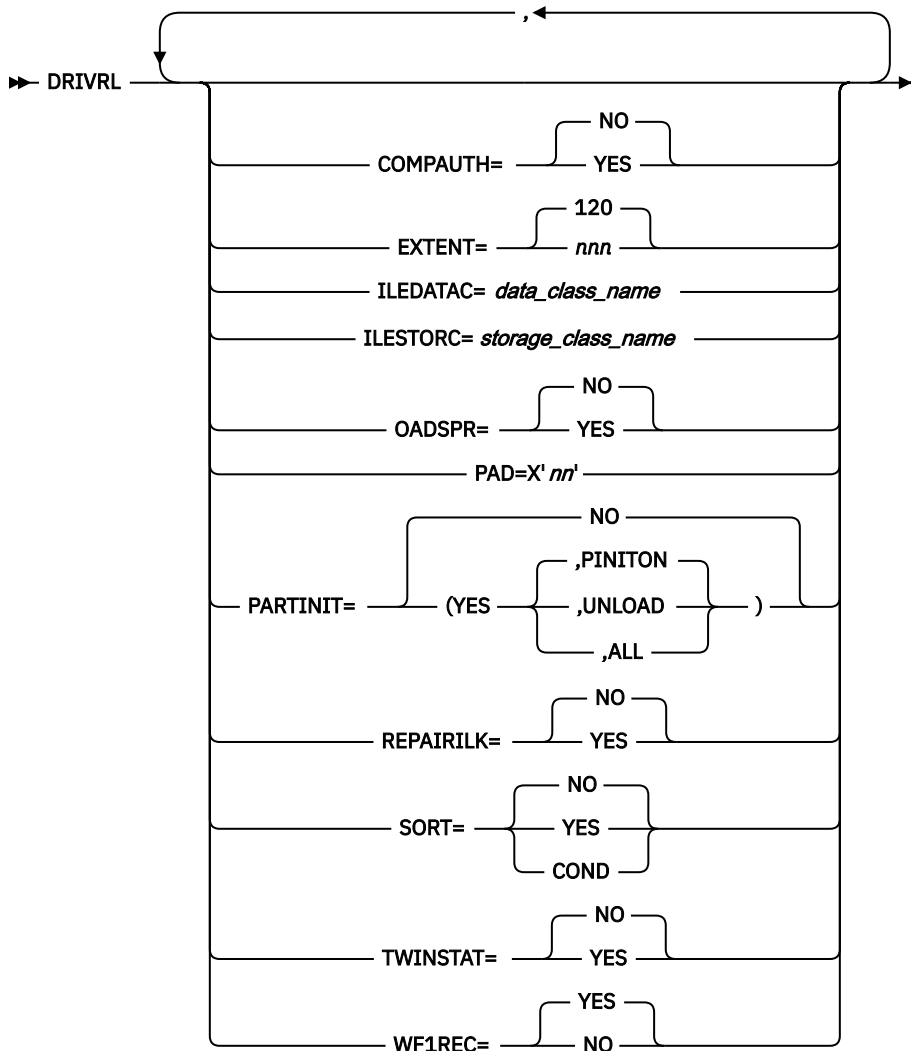 ,
DRIVRL
NO
COMPAUTH= YES
120
EXTENT= nnn
ILEDATAC= data_class_name
ILESTORC= storage_class_name
NO
OADSPR= YES
PAD=X'nn'
NO
,PINITON
PARTINIT= (YES ,UNLOAD )
,ALL
NO
REPAIRILK= YES
NO
SORT= YES
COND
NO
TWINSTAT= YES
YES
WF1REC= NO